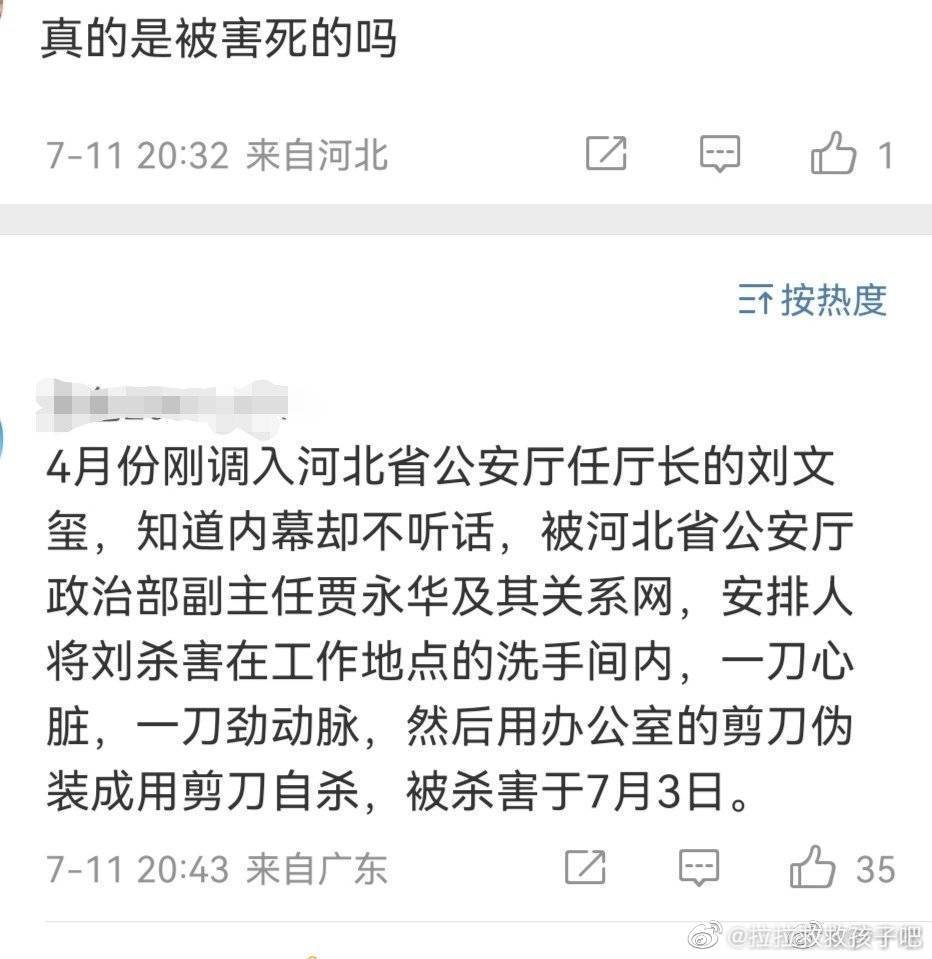 真的是被害死的吗
7-11 20:32 来自河北
1
按热度
4月份刚调入河北省公安厅任厅长的刘文
玺，知道内幕却不听话，被河北省公安厅
政治部副主任贾永华及其关系网，安排人
将刘杀害在工作地点的洗手间内，一刀心
脏，一刀劲动脉，然后用办公室的剪刀伪
装成用剪刀自杀，被杀害于7月3日。
7-11 20:43 来自广东
35
@拉拉救救孩子吧